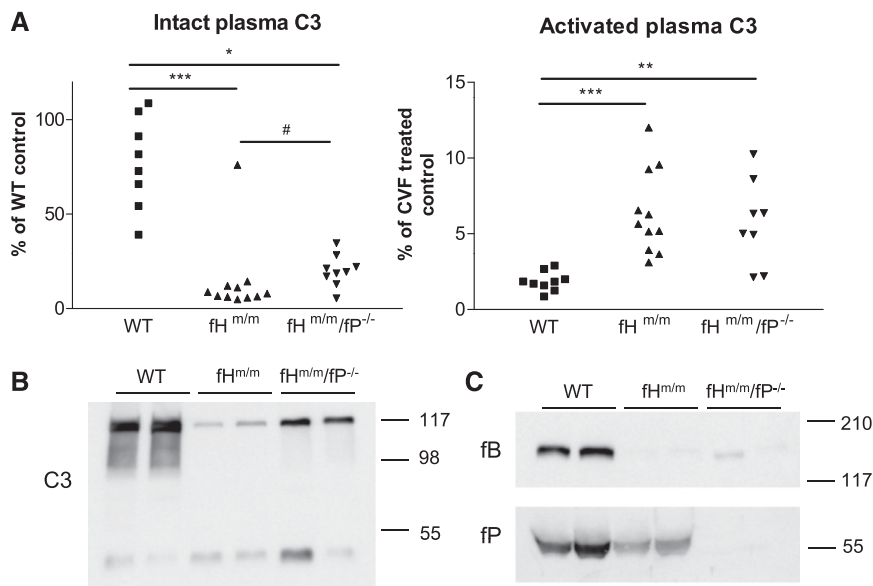 A
Intact plasma C3
Activated plasma C3
% of WT control
100
50
0
*
***
#
WT
fH m/m
fH m/m/fP-/-
% of CVF treated
control
15
10
5
0
**
***
WT
fH m/m
fH m/m/fP-/-
B
WT
fHm/m
fHm/m/fP-/-
C3
117
98
55
C
WT
fHm/m
fHm/m/fP-/-
fB
210
117
fP
55